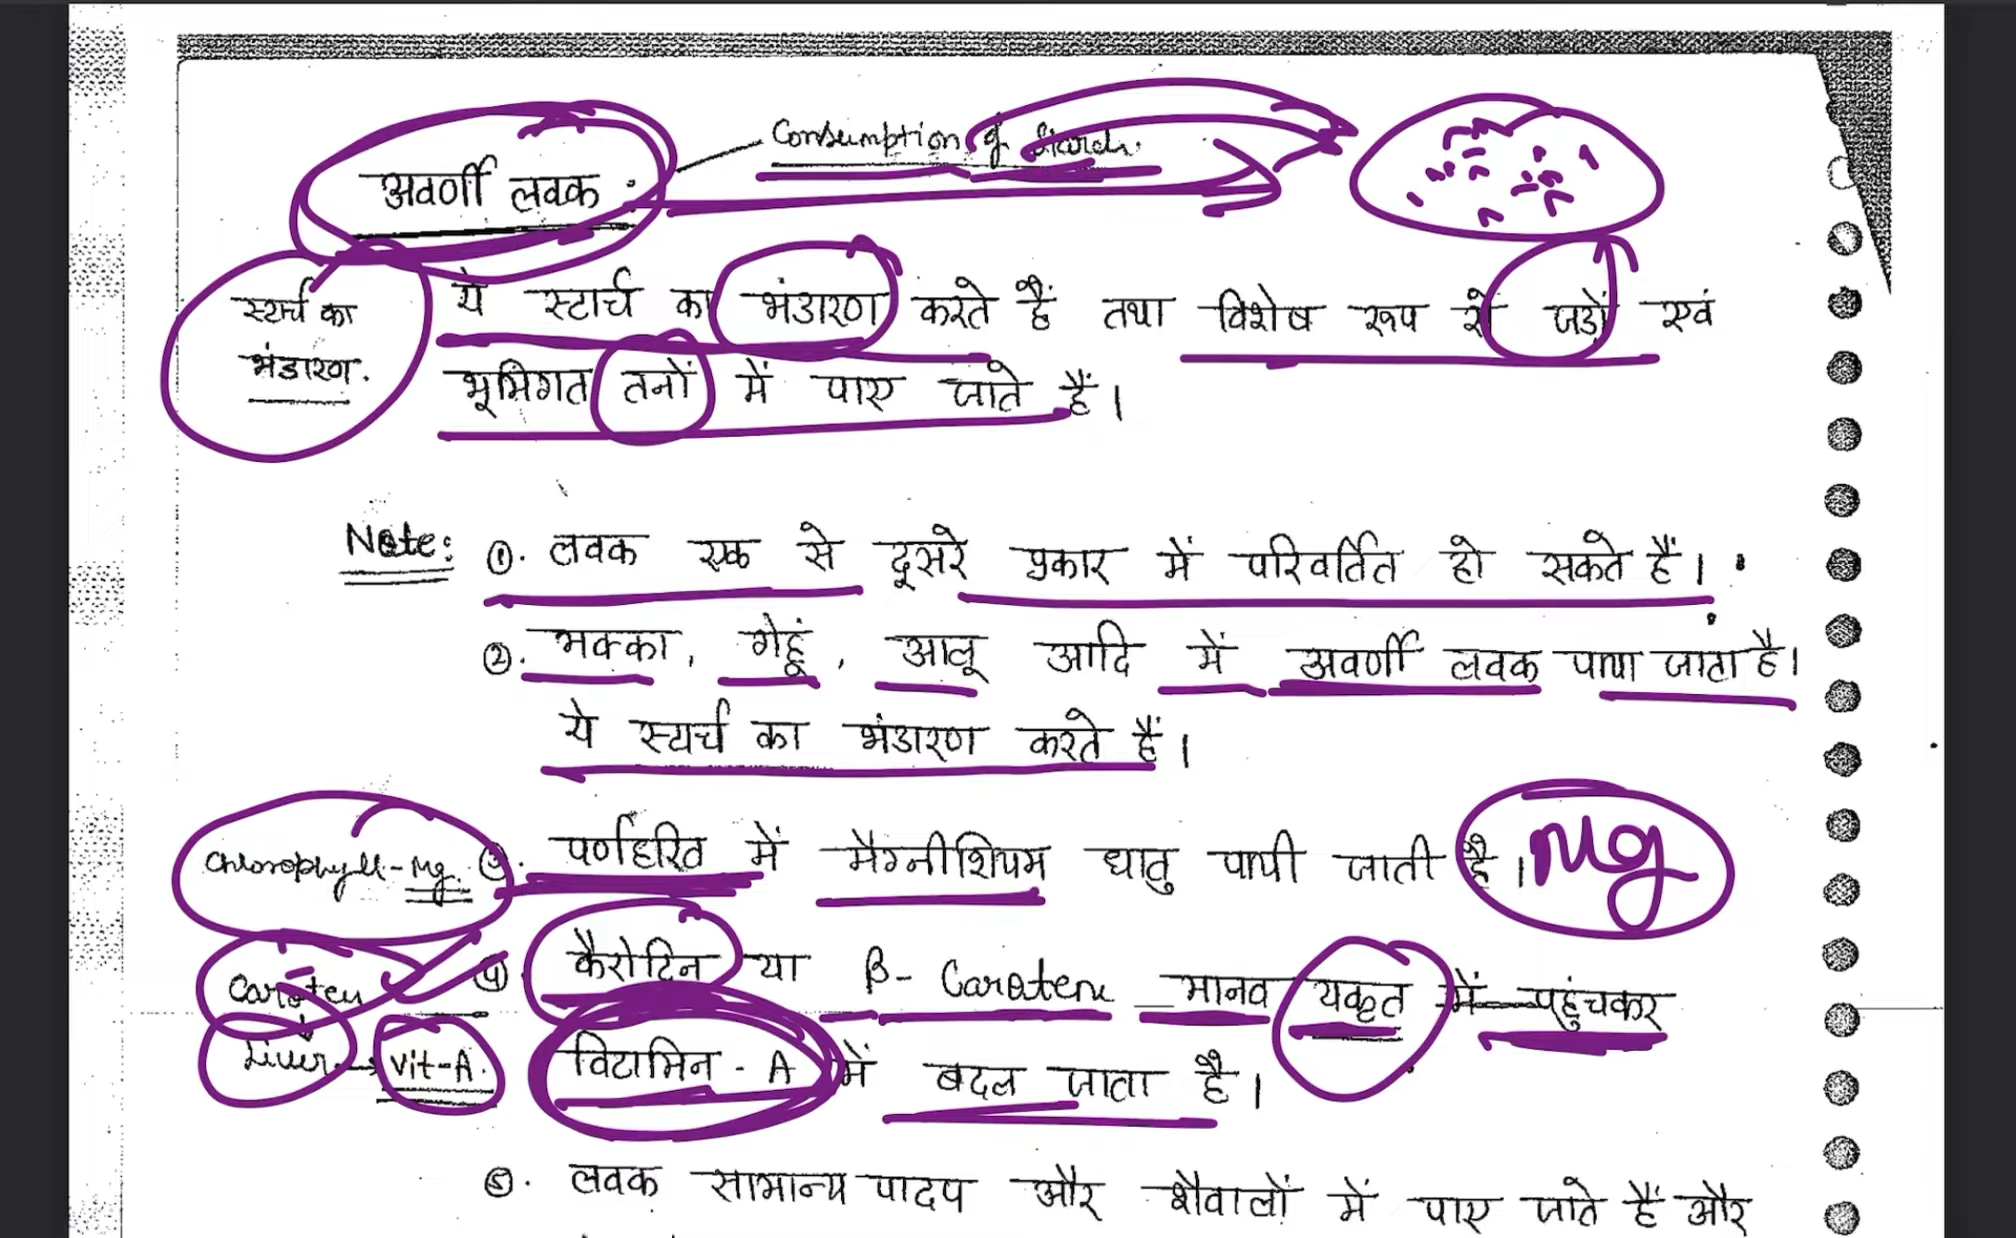 अवर्णी लवक Consumption of Starch.
स्टार्च का
भंडारण.
ये स्टार्च का भंडारण करते हैं तथा विशेष रूप से जडों एवं
भूमिगत तनों में पाए जाते हैं।
Note: ①. लवक एक से दूसरे प्रकार में परिवर्तित हो सकते हैं।
②. मक्का, गेहूं, आलू आदि में अवर्णी लवक पाया जाता है।
ये स्टार्च का भंडारण करते हैं।
Chlorophyll-Mg. ③. पर्णहरित में मैग्नीशियम धातु पायी जाती है। Mg
Caroten ④. कैरोटिन या β- Carotene मानव यकृत में पहुंचकर
Liver → Vit-A. विटामिन - A में बदल जाता है।
⑤. लवक सामान्य पादप और शैवालों में पाए जाते हैं और